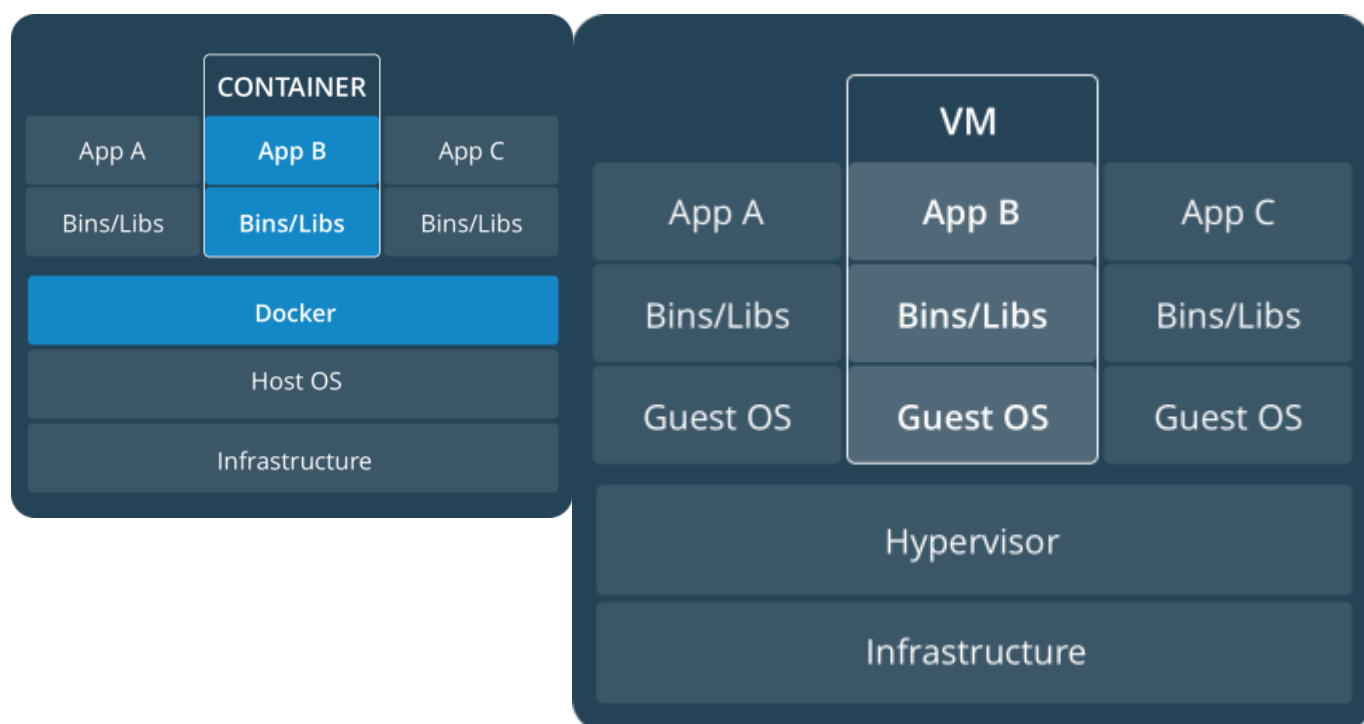 CONTAINER
App A
App B
App C
Bins/Libs
Bins/Libs
Bins/Libs
Docker
Host OS
Infrastructure
VM
App A
App B
App C
Bins/Libs
Bins/Libs
Bins/Libs
Guest OS
Guest OS
Guest OS
Hypervisor
Infrastructure